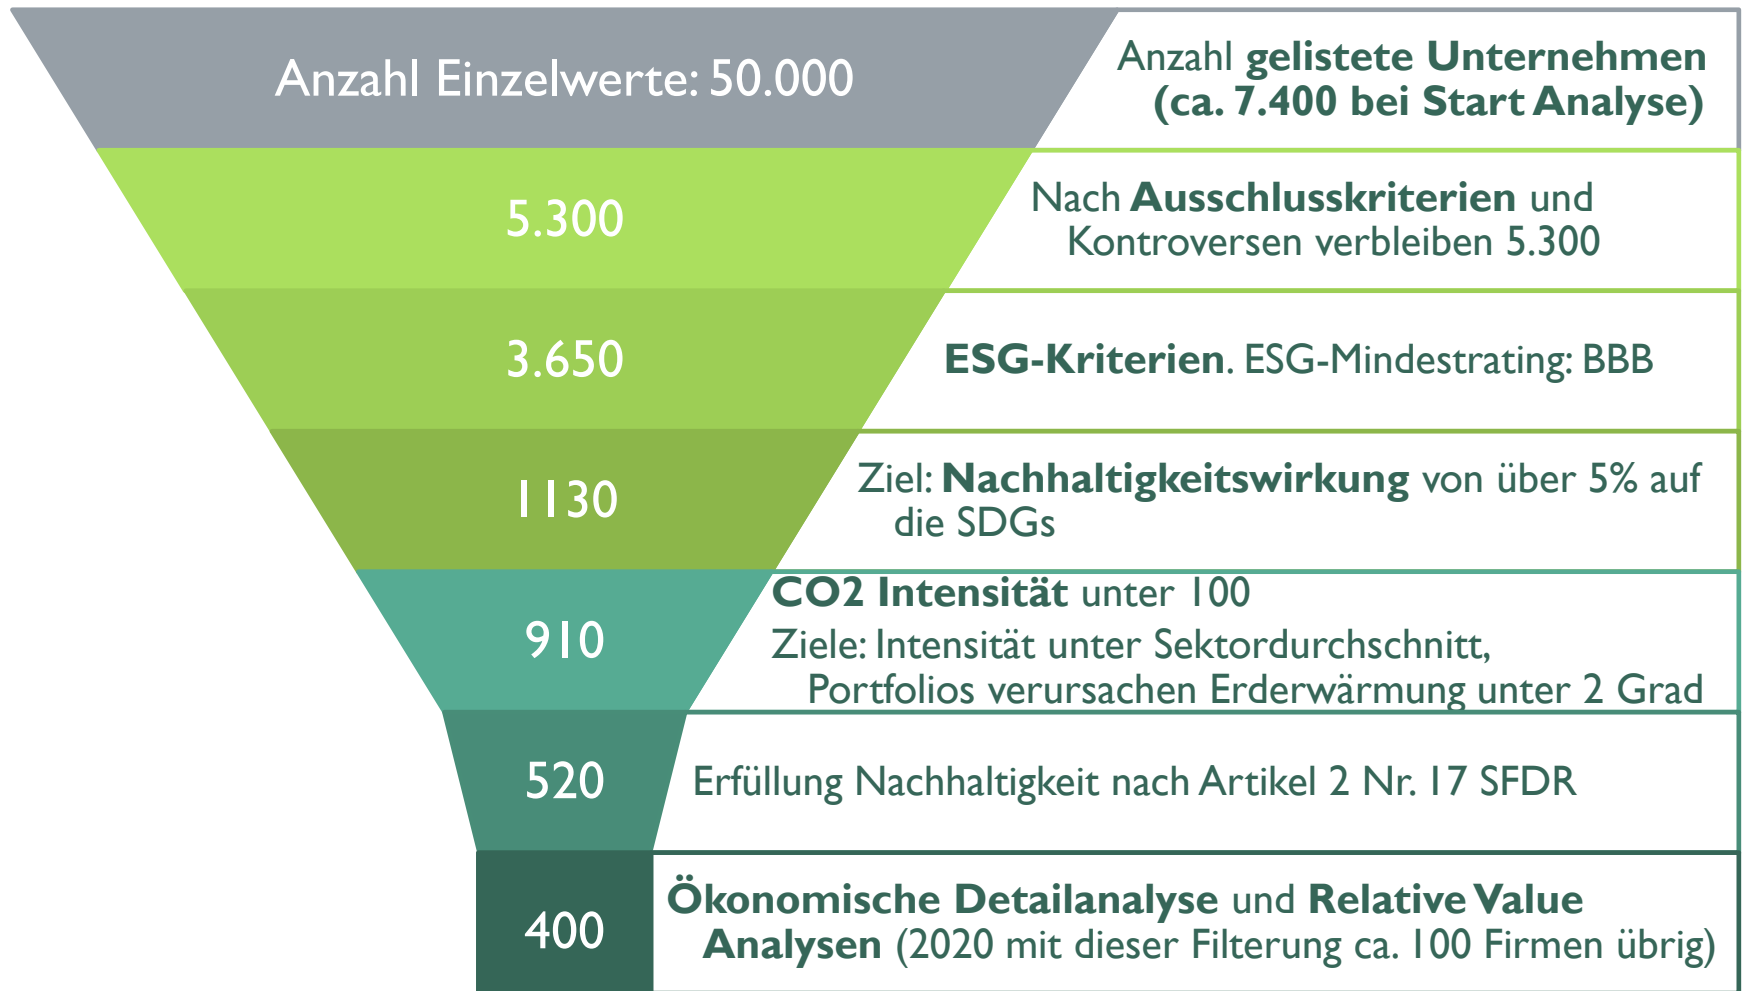 Anzahl Einzelwerte: 50.000
Anzahl gelistete Unternehmen
(ca. 7.400 bei Start Analyse)
5.300
Nach Ausschlusskriterien und
Kontroversen verbleiben 5.300
3.650
ESG-Kriterien. ESG-Mindestrating: BBB
1130
Ziel: Nachhaltigkeitswirkung von über 5% auf
die SDGs
910
CO2 Intensität unter 100
Ziele: Intensität unter Sektordurchschnitt,
Portfolios verursachen Erderwärmung unter 2 Grad
520
Erfüllung Nachhaltigkeit nach Artikel 2 Nr. 17 SFDR
400
Ökonomische Detailanalyse und Relative Value
Analysen (2020 mit dieser Filterung ca. 100 Firmen übrig)